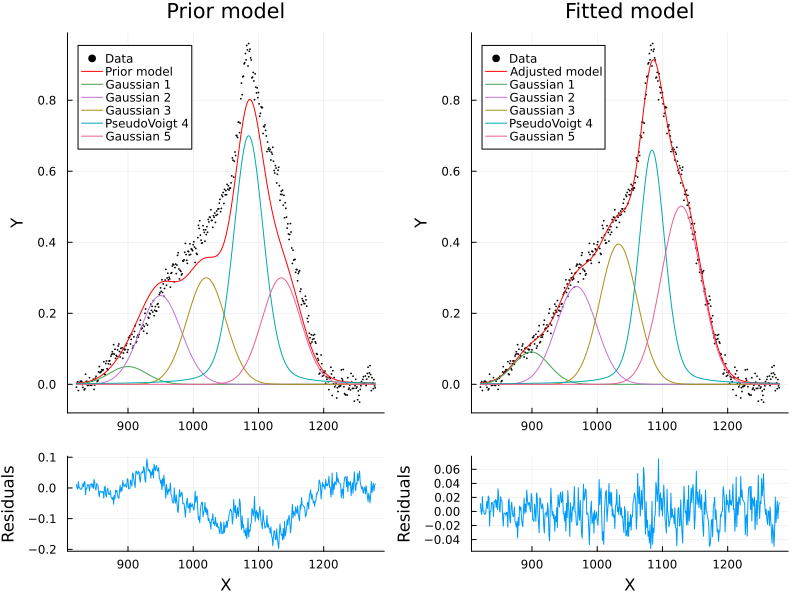 Prior model
Data
Prior model
Gaussian 1
Gaussian 2
Gaussian 3
PseudoVoigt 4
Gaussian 5
Y
0.8
0.6
0.4
0.2
0.0
900 1000 1100 1200
Residuals
0.1
0.0
−0.1
−0.2
900 1000 1100 1200
X
Fitted model
Data
Adjusted model
Gaussian 1
Gaussian 2
Gaussian 3
PseudoVoigt 4
Gaussian 5
Y
0.8
0.6
0.4
0.2
0.0
900 1000 1100 1200
Residuals
0.06
0.04
0.02
0.00
−0.02
−0.04
900 1000 1100 1200
X